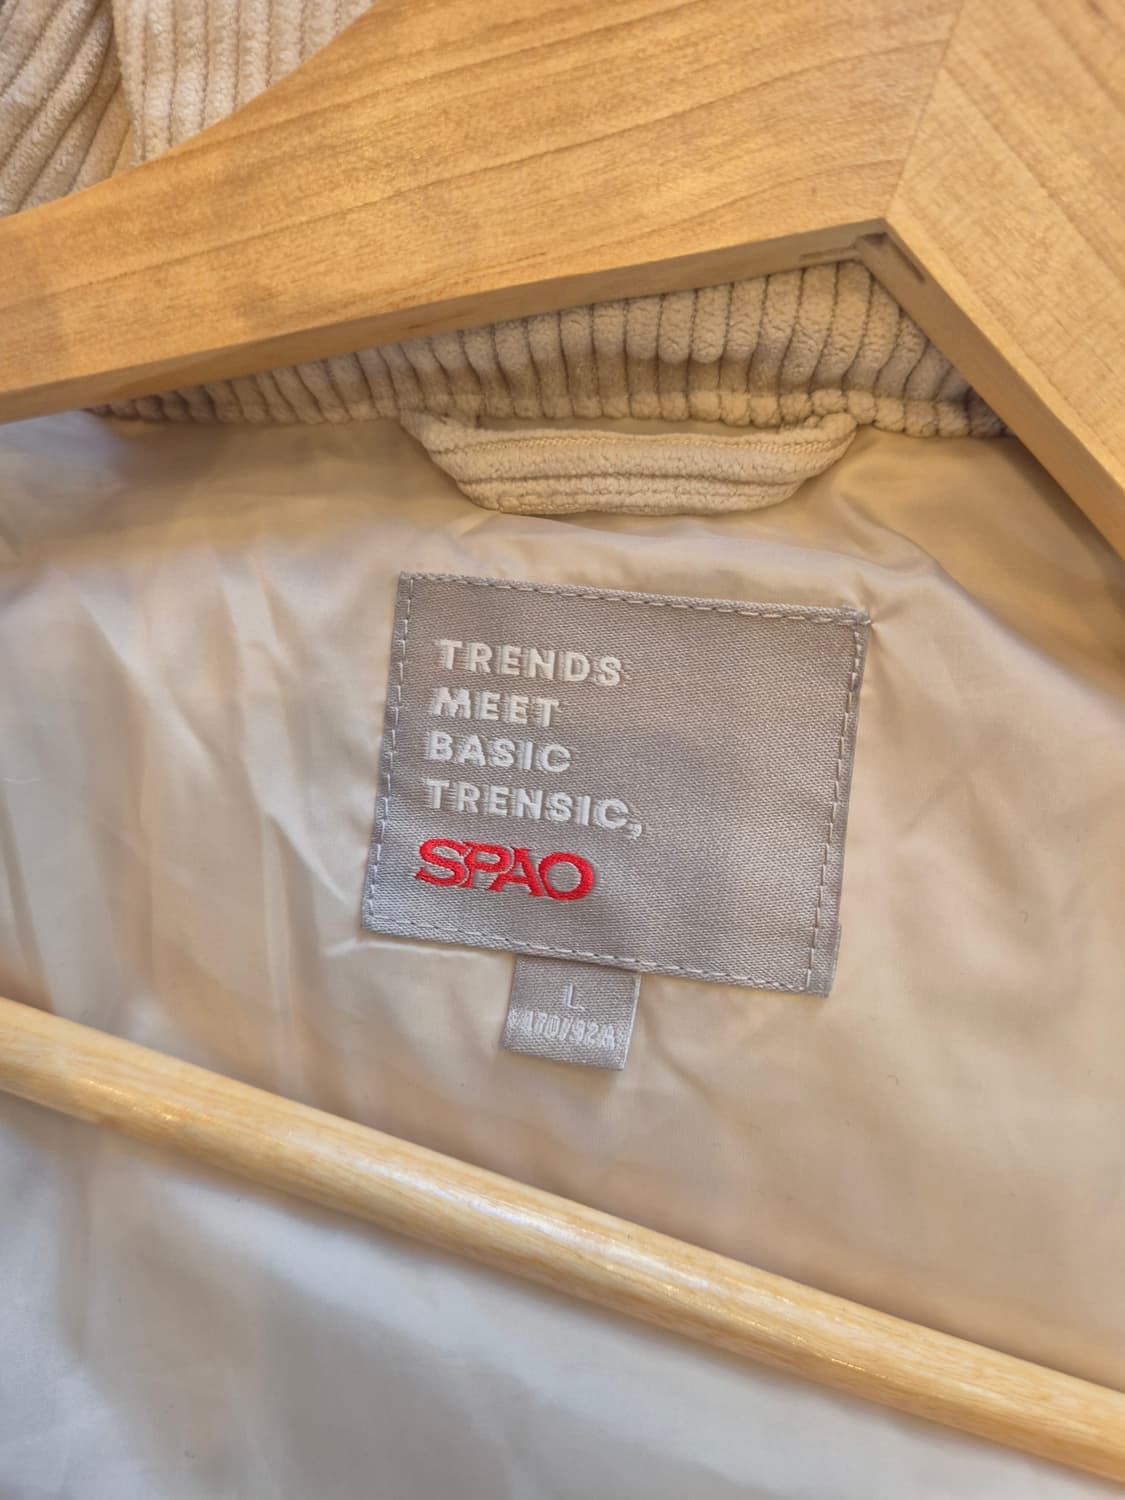 TRENDS
MEET
BASIC
TRENSIC,
SPAO
L
170/92A